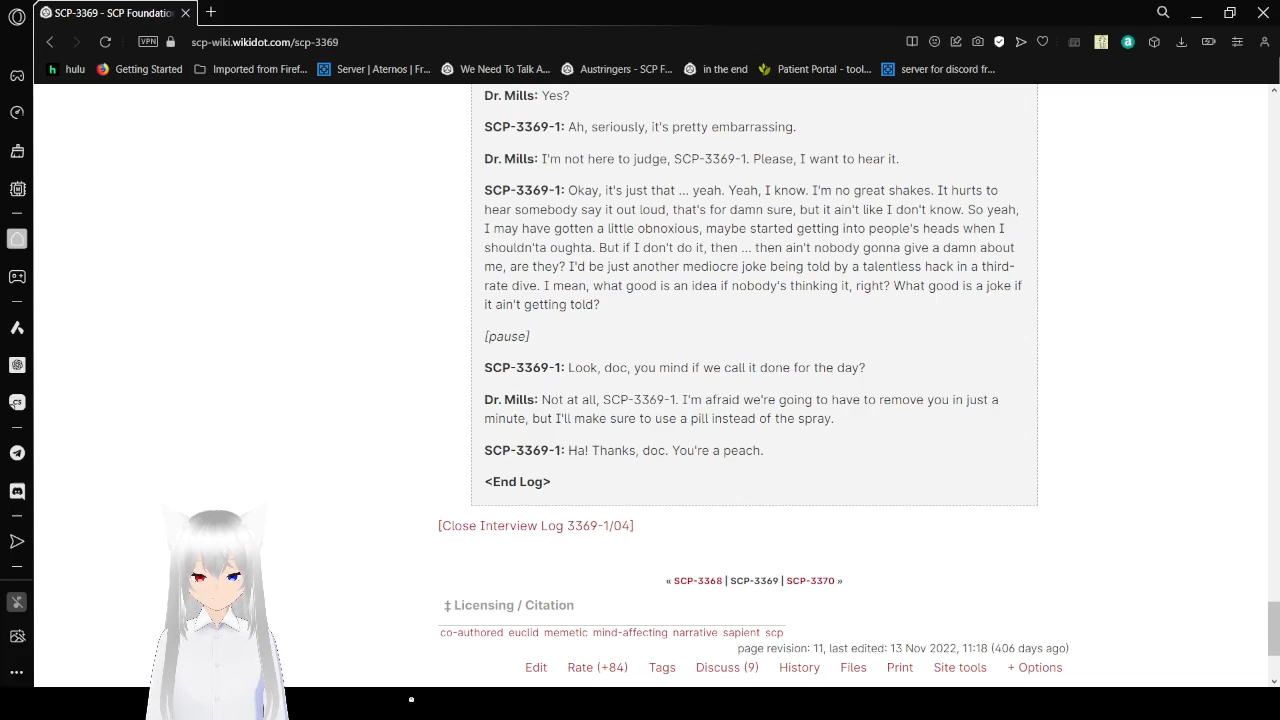 SCP-3369 - SCP Foundatio
scp-wiki.wikidot.com/scp-3369
VPN
hulu
Getting Started
Imported from Firef...
Server | Aternos | Fr...
We Need To Talk A...
Austringers - SCP F...
in the end
Patient Portal - tool...
server for discord fr...
Dr. Mills: Yes?
SCP-3369-1: Ah, seriously, it's pretty embarrassing.
Dr. Mills: I'm not here to judge, SCP-3369-1. Please, I want to hear it.
SCP-3369-1: Okay, it's just that ... yeah. Yeah, I know. I'm no great shakes. It hurts to
hear somebody say it out loud, that's for damn sure, but it ain't like I don't know. So yeah,
I may have gotten a little obnoxious, maybe started getting into people's heads when I
shouldn'ta oughta. But if I don't do it, then ... then ain't nobody gonna give a damn about
me, are they? I'd be just another mediocre joke being told by a talentless hack in a third-
rate dive. I mean, what good is an idea if nobody's thinking it, right? What good is a joke if
it ain't getting told?
[pause]
SCP-3369-1: Look, doc, you mind if we call it done for the day?
Dr. Mills: Not at all, SCP-3369-1. I'm afraid we're going to have to remove you in just a
minute, but I'll make sure to use a pill instead of the spray.
SCP-3369-1: Ha! Thanks, doc. You're a peach.
<End Log>
[Close Interview Log 3369-1/04]
« SCP-3368 | SCP-3369 | SCP-3370 »
‡ Licensing / Citation
co-authored euclid memetic mind-affecting narrative sapient scp
page revision: 11, last edited: 13 Nov 2022, 11:18 (406 days ago)
Edit Rate (+84) Tags Discuss (9) History Files Print Site tools + Options